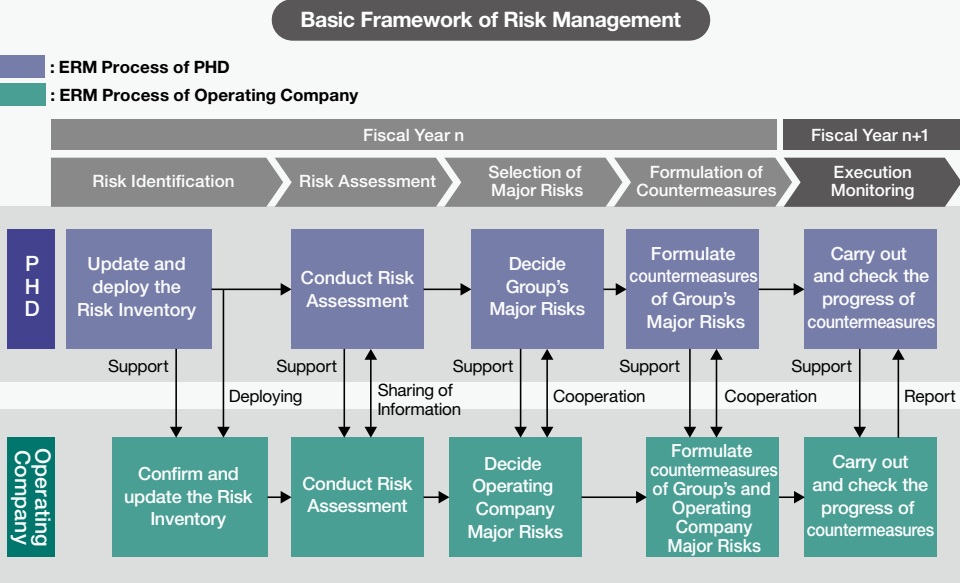 Basic Framework of Risk Management
: ERM Process of PHD
: ERM Process of Operating Company
Fiscal Year n
Fiscal Year n+1
Risk Identification
Risk Assessment
Selection of
Major Risks
Formulation of
Countermeasures
Execution
Monitoring
PHD
Update and
deploy the
Risk Inventory
Conduct Risk
Assessment
Decide
Group's
Major Risks
Formulate
countermeasures
of Group's
Major Risks
Carry out
and check the
progress of
countermeasures
Support
Deploying
Support
Sharing of
Information
Support
Cooperation
Support
Cooperation
Support
Report
Operating
Company
Confirm and
update the Risk
Inventory
Conduct Risk
Assessment
Decide
Operating
Company
Major Risks
Formulate
countermeasures
of Group's and
Operating
Company
Major Risks
Carry out
and check the
progress of
countermeasures